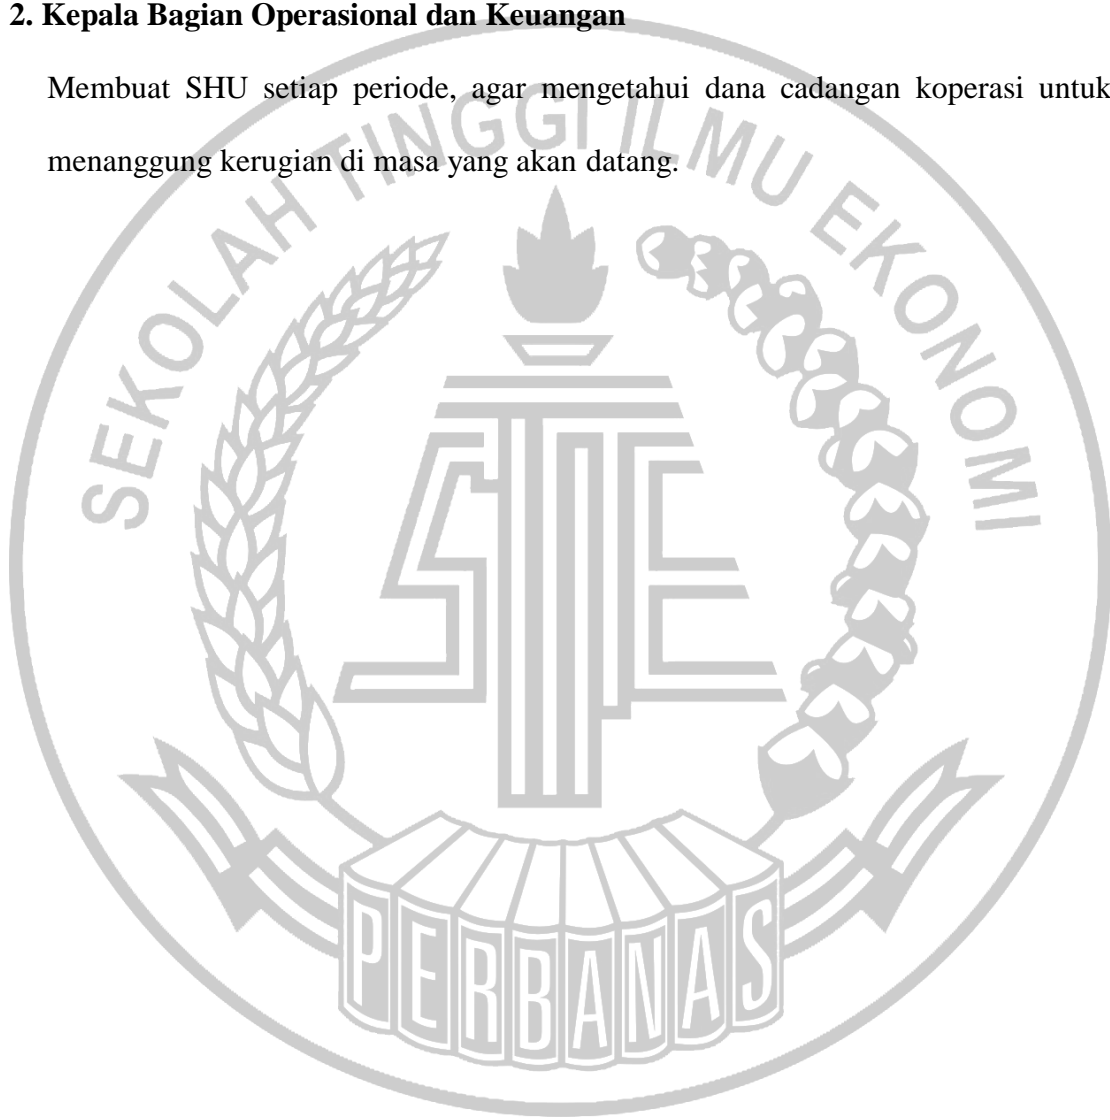 2. Kepala Bagian Operasional dan Keuangan
Membuat SHU setiap periode, agar mengetahui dana cadangan koperasi untuk
menanggung kerugian di masa yang akan datang.
SEKOLAH TINGGI ILMU EKONOMI
STIE
PERBANAS